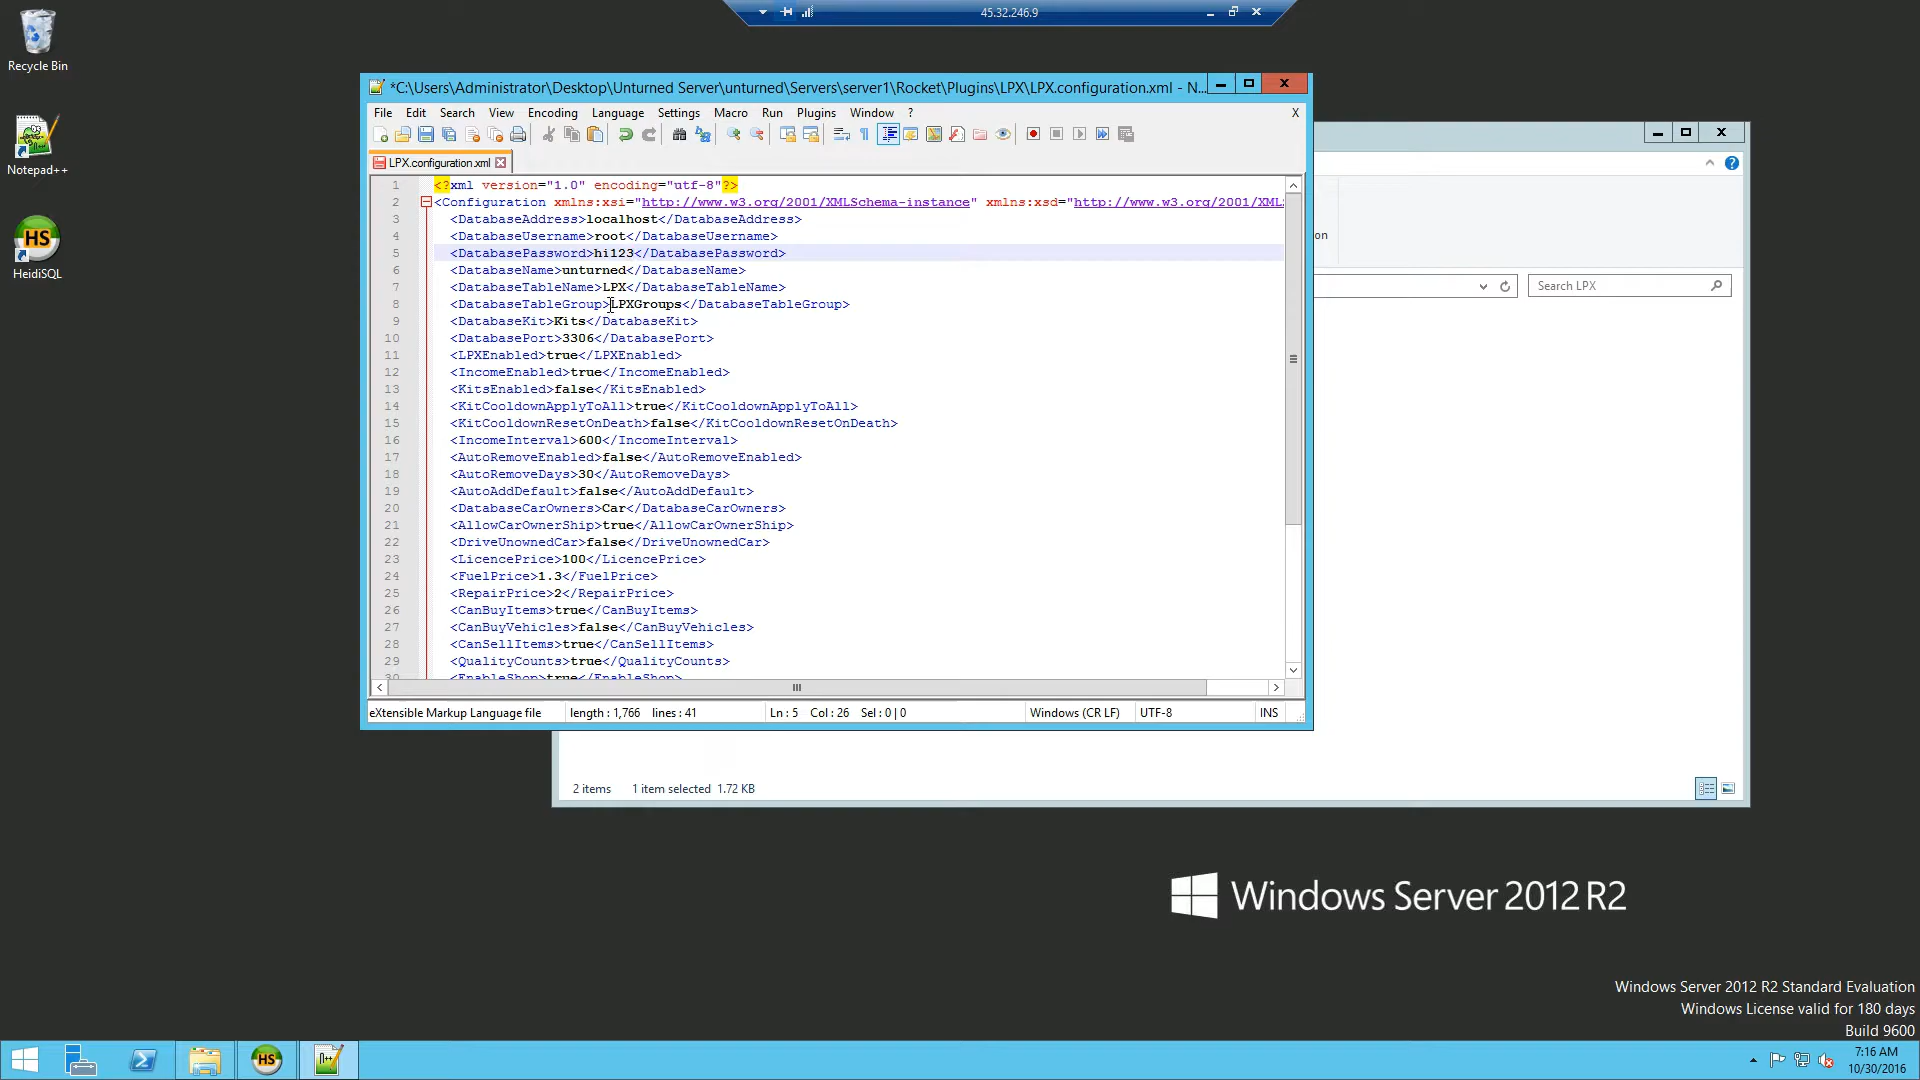 45.32.246.9
Recycle Bin
Notepad++
HeidiSQL
*C:\Users\Administrator\Desktop\Unturned Server\unturned\Servers\server1\Rocket\Plugins\LPX\LPX.configuration.xml - N...
File Edit Search View Encoding Language Settings Macro Run Plugins Window ? X
LPX.configuration.xml
1 <?xml version="1.0" encoding="utf-8"?>
2 <Configuration xmlns:xsi="http://www.w3.org/2001/XMLSchema-instance" xmlns:xsd="http://www.w3.org/2001/XML
3 <DatabaseAddress>localhost</DatabaseAddress>
4 <DatabaseUsername>root</DatabaseUsername>
5 <DatabasePassword>hi123</DatabasePassword>
6 <DatabaseName>unturned</DatabaseName>
7 <DatabaseTableName>LPX</DatabaseTableName>
8 <DatabaseTableGroup>LPXGroups</DatabaseTableGroup>
9 <DatabaseKit>Kits</DatabaseKit>
10 <DatabasePort>3306</DatabasePort>
11 <LPXEnabled>true</LPXEnabled>
12 <IncomeEnabled>true</IncomeEnabled>
13 <KitsEnabled>false</KitsEnabled>
14 <KitCooldownApplyToAll>true</KitCooldownApplyToAll>
15 <KitCooldownResetOnDeath>false</KitCooldownResetOnDeath>
16 <IncomeInterval>600</IncomeInterval>
17 <AutoRemoveEnabled>false</AutoRemoveEnabled>
18 <AutoRemoveDays>30</AutoRemoveDays>
19 <AutoAddDefault>false</AutoAddDefault>
20 <DatabaseCarOwners>Car</DatabaseCarOwners>
21 <AllowCarOwnerShip>true</AllowCarOwnerShip>
22 <DriveUnownedCar>false</DriveUnownedCar>
23 <LicencePrice>100</LicencePrice>
24 <FuelPrice>1.3</FuelPrice>
25 <RepairPrice>2</RepairPrice>
26 <CanBuyItems>true</CanBuyItems>
27 <CanBuyVehicles>false</CanBuyVehicles>
28 <CanSellItems>true</CanSellItems>
29 <QualityCounts>true</QualityCounts>
30 <EnableShop>true</EnableShop>
eXtensible Markup Language file length : 1,766 lines : 41 Ln : 5 Col : 26 Sel : 0 | 0 Windows (CR LF) UTF-8 INS
on
Search LPX
2 items 1 item selected 1.72 KB
Windows Server 2012 R2
Windows Server 2012 R2 Standard Evaluation
Windows License valid for 180 days
Build 9600
HS
7:16 AM
10/30/2016